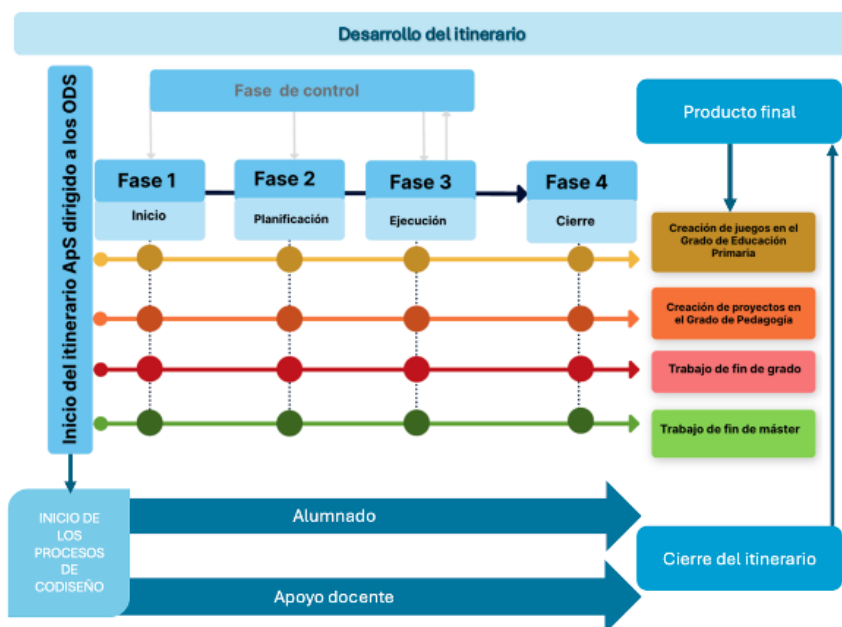 Desarrollo del itinerario
Inicio del itinerario ApS dirigido a los ODS
Fase de control
Producto final
Fase 1
Inicio
Fase 2
Planificación
Fase 3
Ejecución
Fase 4
Cierre
Creación de juegos en el
Grado de Educación
Primaria
Creación de proyectos en
el Grado de Pedagogía
Trabajo de fin de grado
Trabajo de fin de máster
INICIO DE
LOS
PROCESOS
DE
CODISEÑO
Alumnado
Apoyo docente
Cierre del itinerario